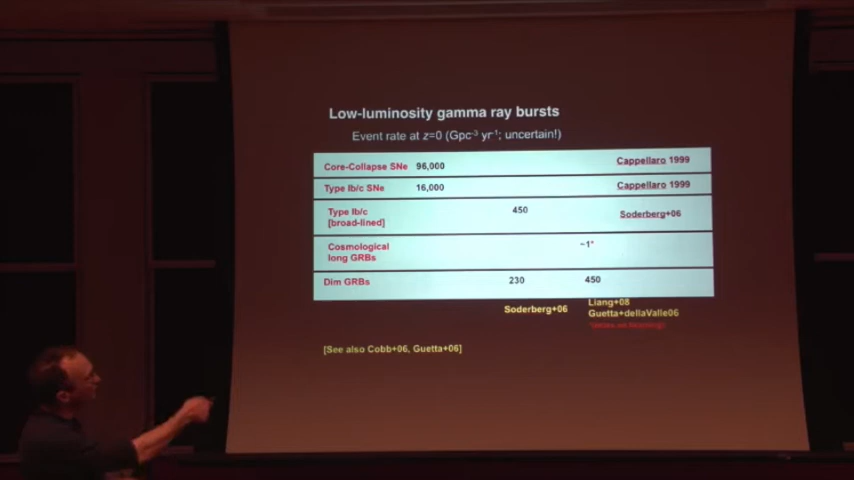 Low-luminosity gamma ray bursts
Event rate at z=0 (Gpc⁻³ yr⁻¹; uncertain!)
Core-Collapse SNe 96,000 Cappellaro 1999
Type Ib/c SNe 16,000 Cappellaro 1999
Type Ib/c
[broad-lined]
450 Soderberg+06
Cosmological
long GRBs
~1*
Dim GRBs 230 450
Soderberg+06
Liang+08
Guetta+dellaValle06
[See also Cobb+06, Guetta+06]